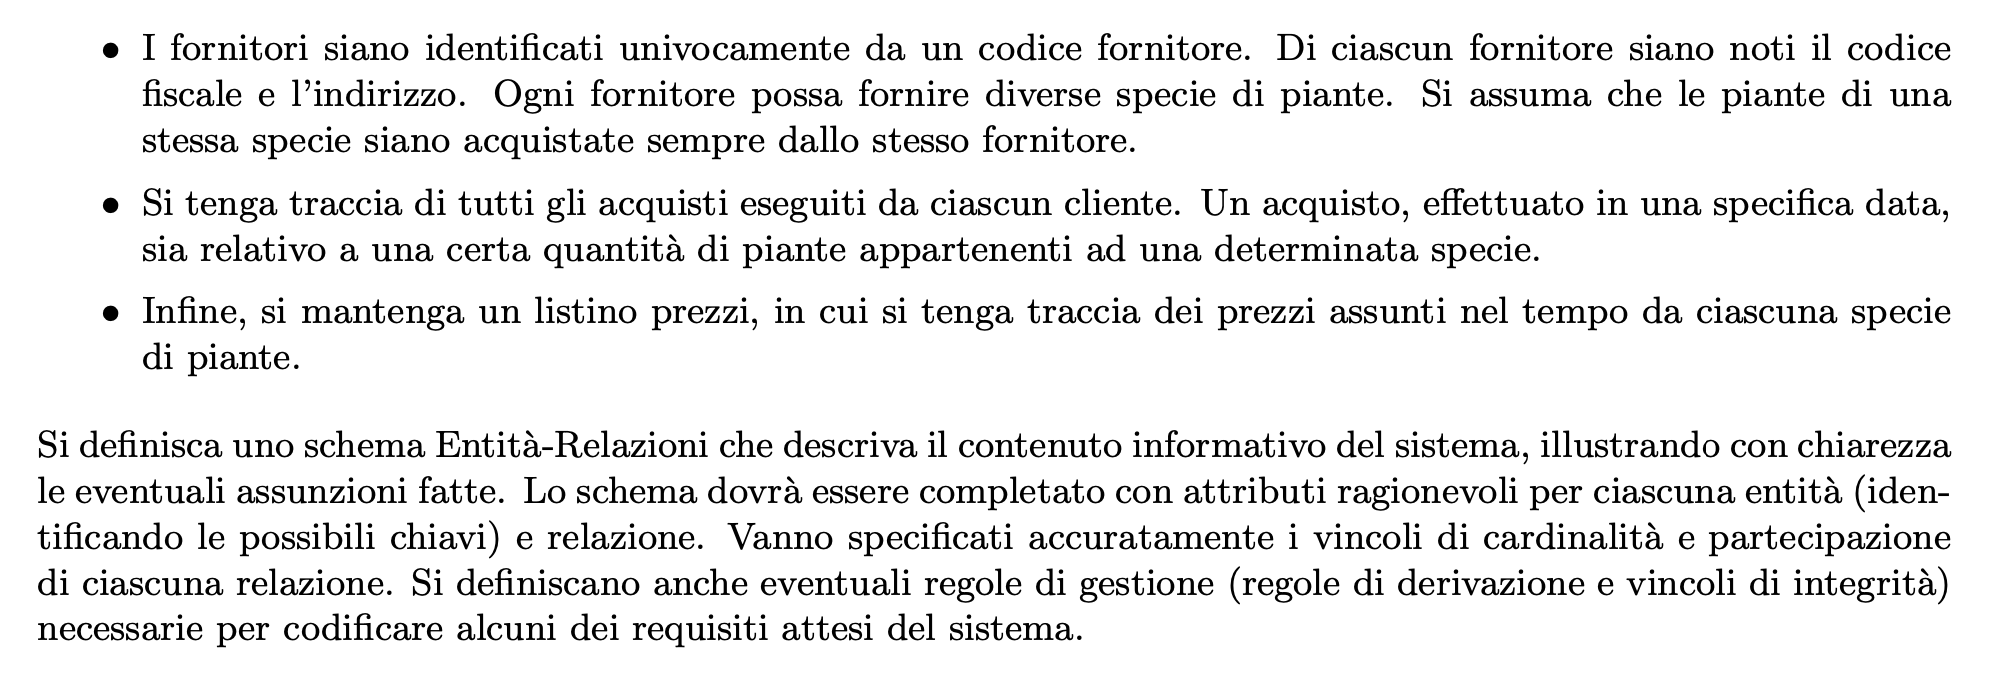 • I fornitori siano identificati univocamente da un codice fornitore. Di ciascun fornitore siano noti il codice
fiscale e l'indirizzo. Ogni fornitore possa fornire diverse specie di piante. Si assuma che le piante di una
stessa specie siano acquistate sempre dallo stesso fornitore.
• Si tenga traccia di tutti gli acquisti eseguiti da ciascun cliente. Un acquisto, effettuato in una specifica data,
sia relativo a una certa quantità di piante appartenenti ad una determinata specie.
• Infine, si mantenga un listino prezzi, in cui si tenga traccia dei prezzi assunti nel tempo da ciascuna specie
di piante.
Si definisca uno schema Entità-Relazioni che descriva il contenuto informativo del sistema, illustrando con chiarezza
le eventuali assunzioni fatte. Lo schema dovrà essere completato con attributi ragionevoli per ciascuna entità (iden-
tificando le possibili chiavi) e relazione. Vanno specificati accuratamente i vincoli di cardinalità e partecipazione
di ciascuna relazione. Si definiscano anche eventuali regole di gestione (regole di derivazione e vincoli di integrità)
necessarie per codificare alcuni dei requisiti attesi del sistema.